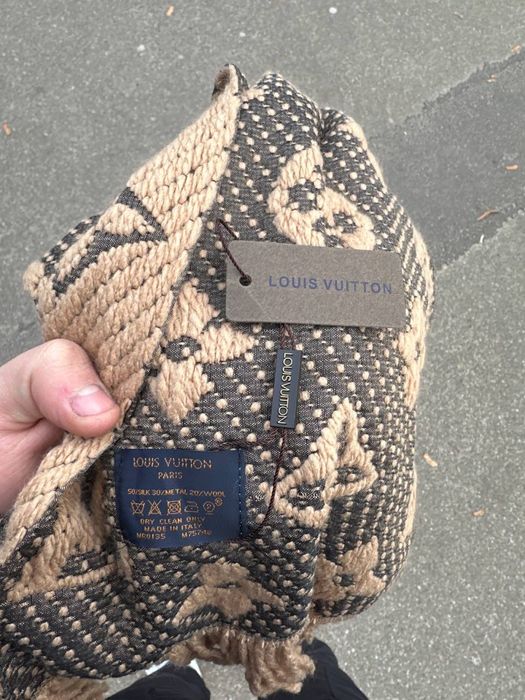 LOUIS VUITTON
LOUIS VUITTON
LOUIS VUITTON
PARIS
50/SILK 30/METAL 20/WOOL
DRY CLEAN ONLY
MADE IN ITALY
M75748